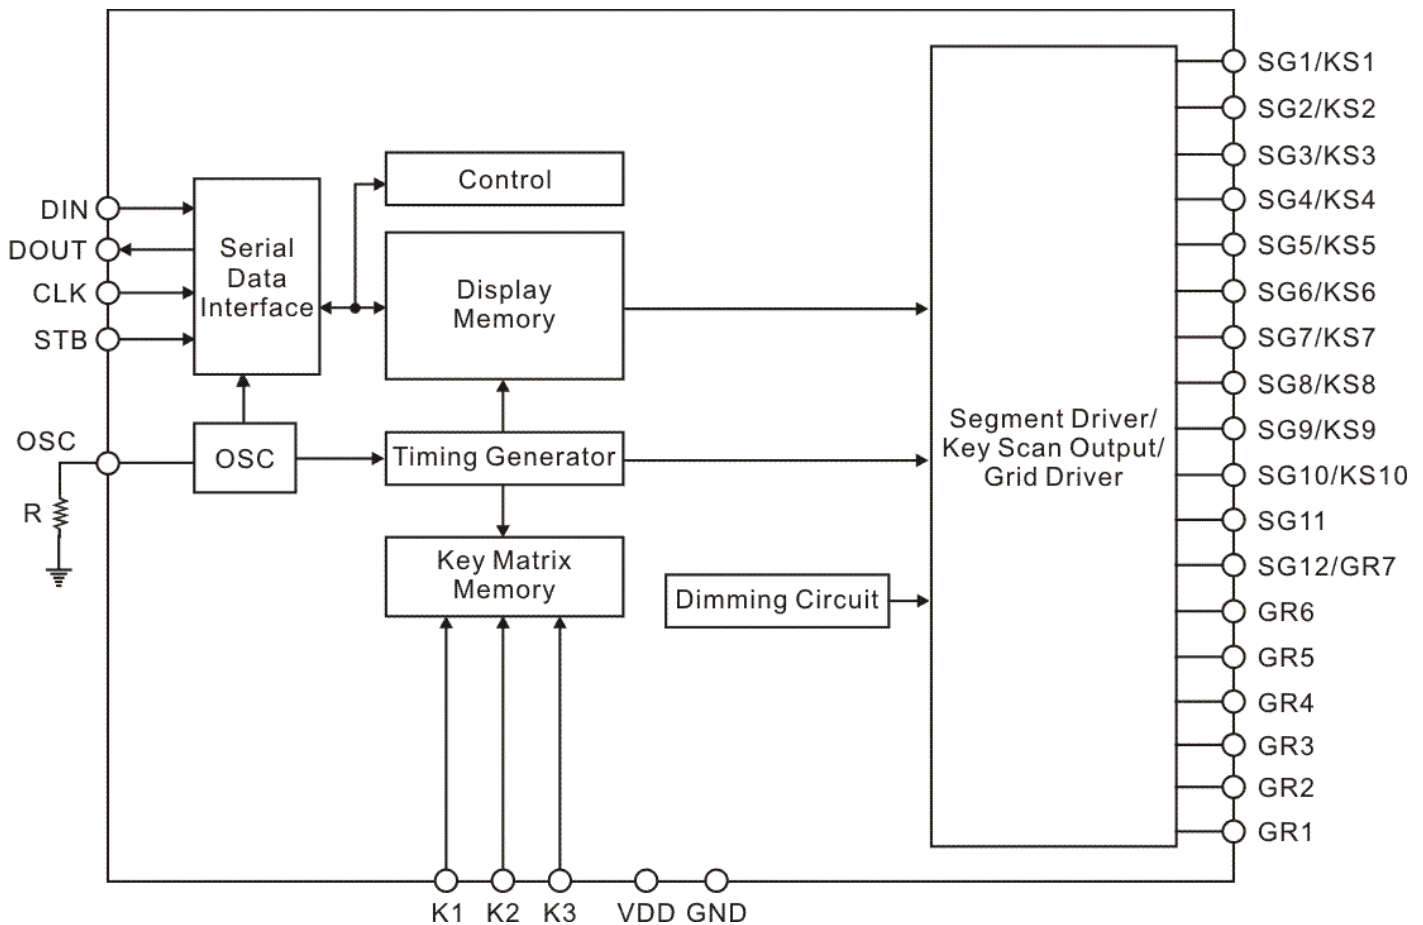 DIN
DOUT
CLK
STB
OSC
R
Serial
Data
Interface
OSC
Control
Display
Memory
Timing Generator
Key Matrix
Memory
Dimming Circuit
Segment Driver/
Key Scan Output/
Grid Driver
SG1/KS1
SG2/KS2
SG3/KS3
SG4/KS4
SG5/KS5
SG6/KS6
SG7/KS7
SG8/KS8
SG9/KS9
SG10/KS10
SG11
SG12/GR7
GR6
GR5
GR4
GR3
GR2
GR1
K1 K2 K3 VDD GND